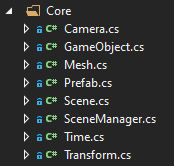 Core
C# Camera.cs
C# GameObject.cs
C# Mesh.cs
C# Prefab.cs
C# Scene.cs
C# SceneManager.cs
C# Time.cs
C# Transform.cs